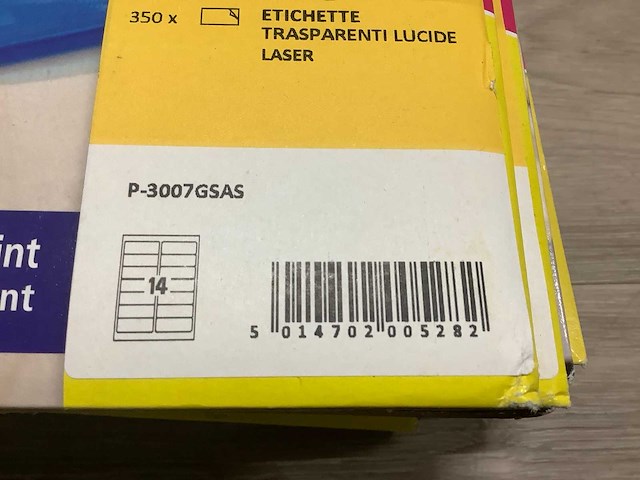 350 x
ETICHETTE
TRASPARENTI LUCIDE
LASER
P-3007GSAS
int
nt
14
5 014702 005282